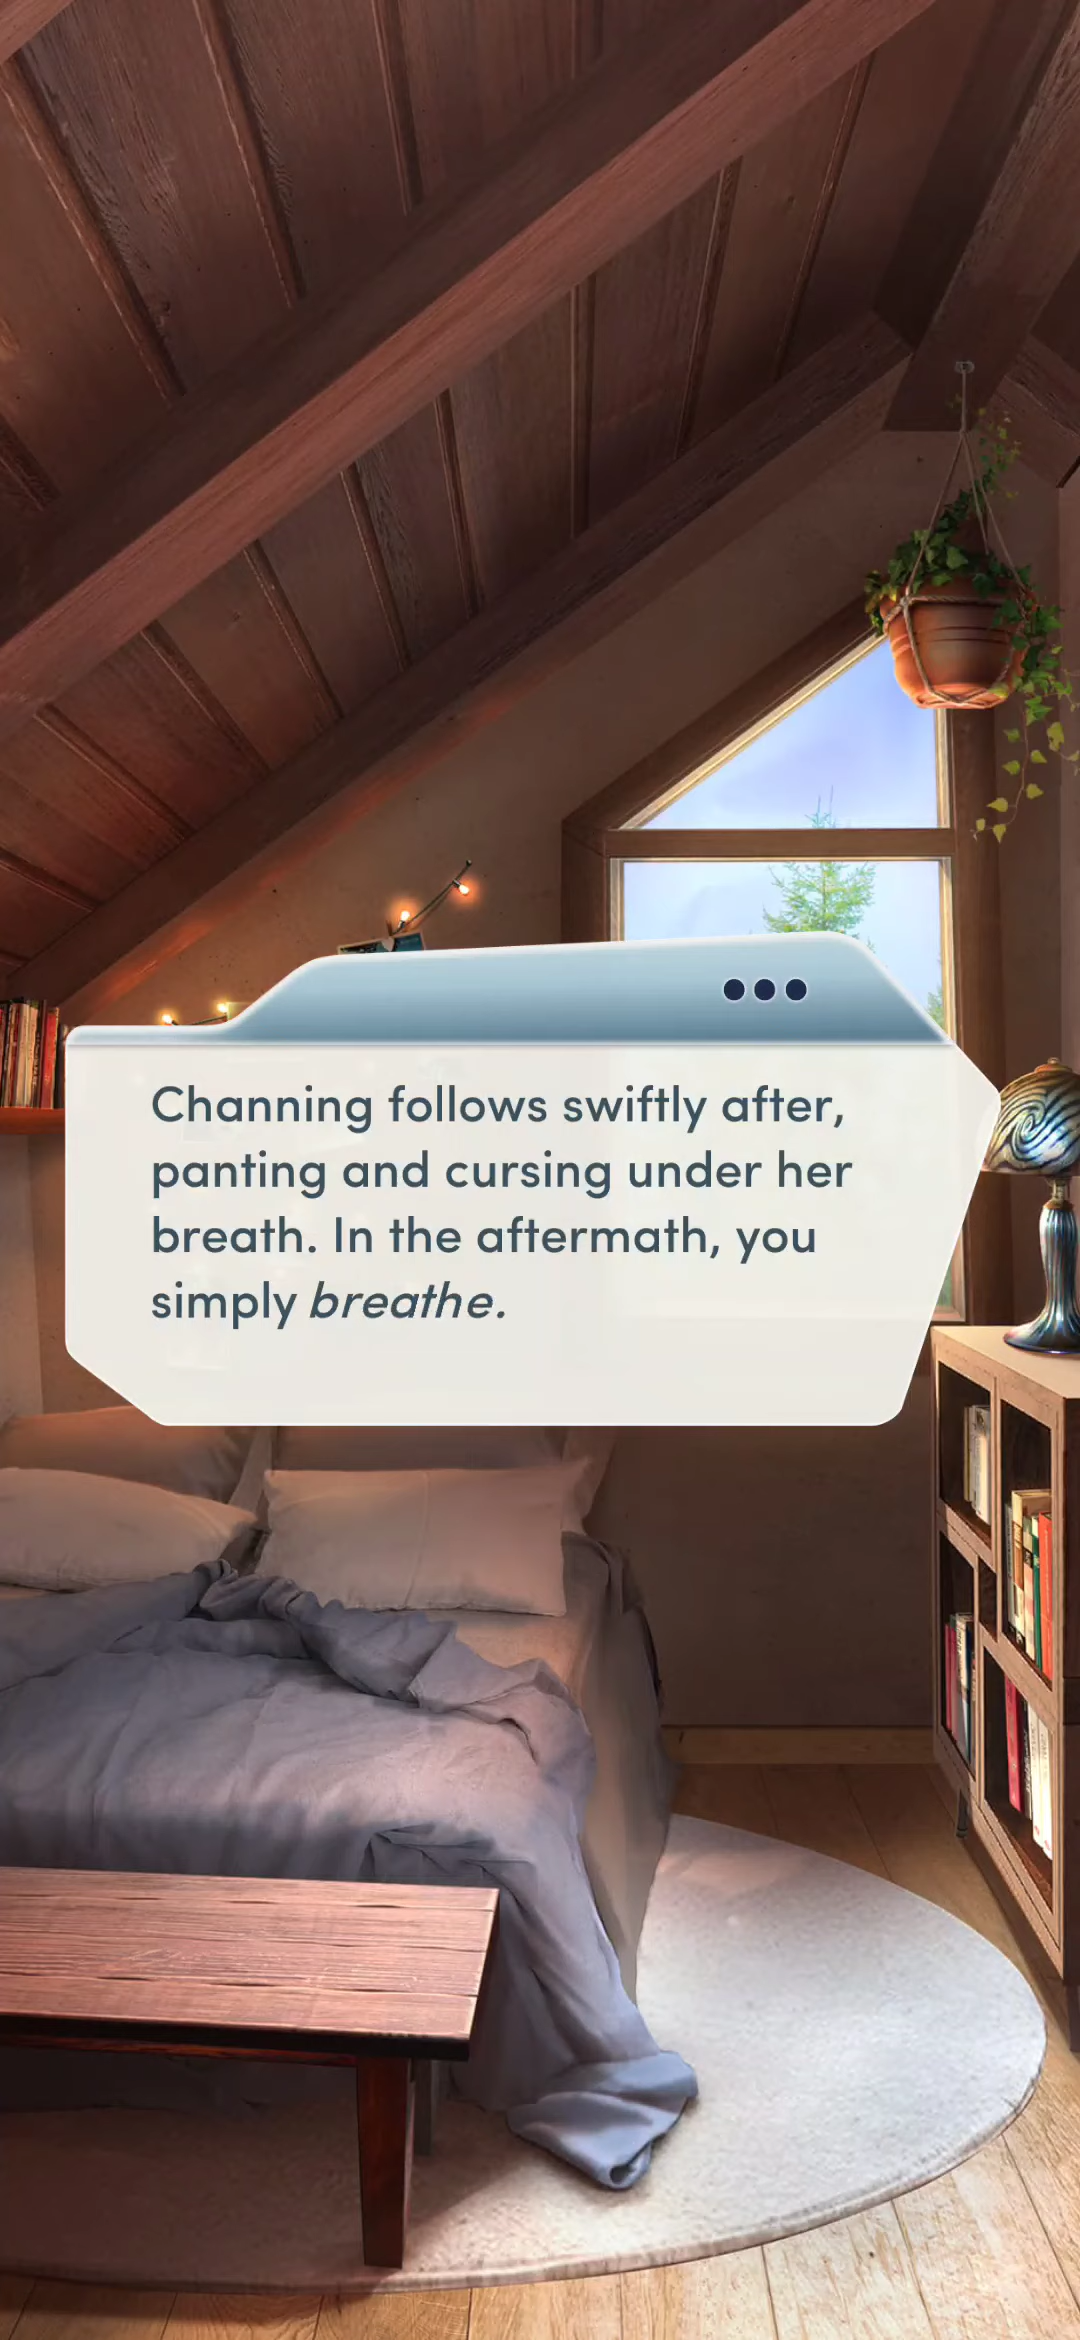 Channing follows swiftly after,
panting and cursing under her
breath. In the aftermath, you
simply breathe.